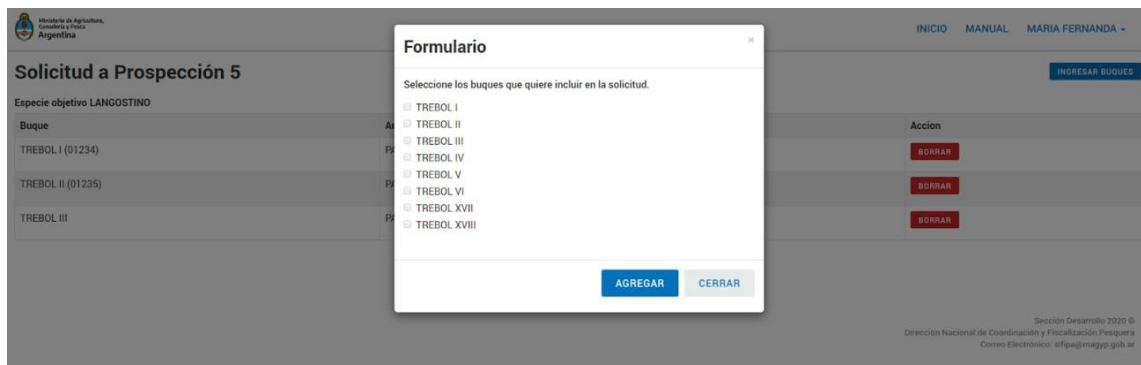 Ministerio de Agricultura,
Ganadería y Pesca
Argentina
INICIO MANUAL MARIA FERNANDA
Formulario
×
Solicitud a Prospección 5
INGRESAR BUQUES
Especie objetivo LANGOSTINO
Seleccione los buques que quiere incluir en la solicitud.
TREBOL I
TREBOL II
TREBOL III
TREBOL IV
TREBOL V
TREBOL VI
TREBOL XVII
TREBOL XVIII
AGREGAR CERRAR
Buque Accion
TREBOL I (01234) BORRAR
TREBOL II (01235) BORRAR
TREBOL III BORRAR
Sección Desarrollo 2020 ©
Dirección Nacional de Coordinación y Fiscalización Pesquera
Correo Electrónico: sifipa@magyp.gob.ar